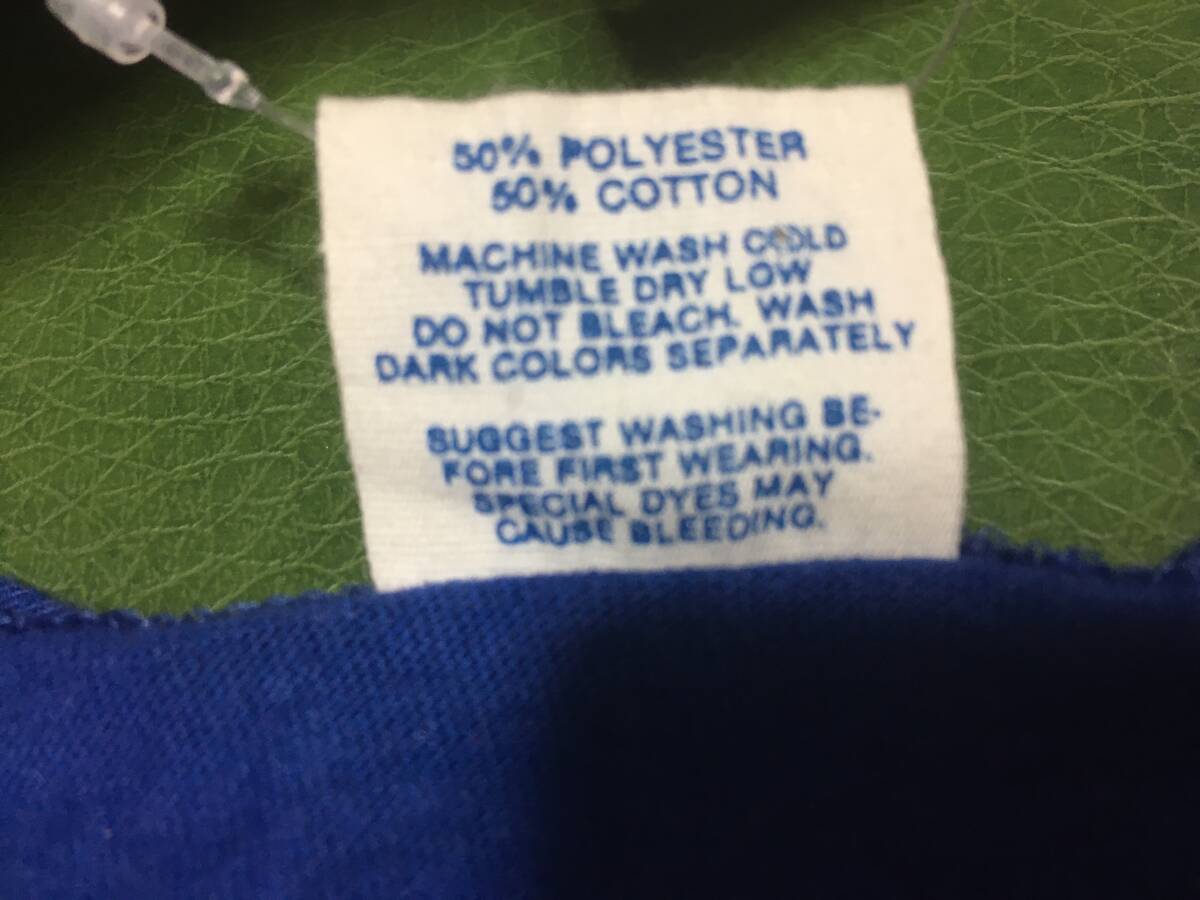 50% POLYESTER
50% COTTON
MACHINE WASH COLD
TUMBLE DRY LOW
DO NOT BLEACH. WASH
DARK COLORS SEPARATELY
SUGGEST WASHING BE-
FORE FIRST WEARING.
SPECIAL DYES MAY
CAUSE BLEEDING.